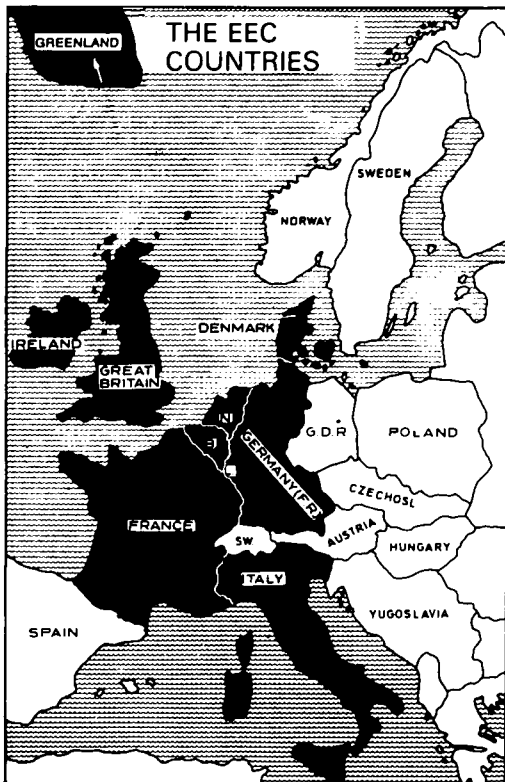 THE EEC
COUNTRIES
GREENLAND
SWEDEN
NORWAY
DENMARK
IRELAND
GREAT
BRITAIN
N
B
G.D.R
POLAND
GERMANY(F.R)
CZECHOSL
FRANCE
SW.
AUSTRIA
HUNGARY
ITALY
YUGOSLAVIA
SPAIN